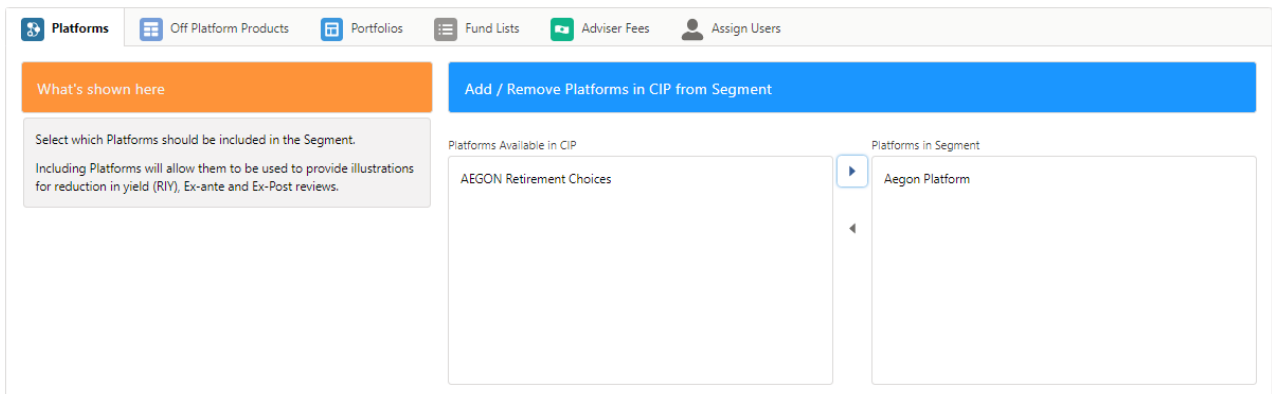 Platforms
Off Platform Products
Portfolios
Fund Lists
Adviser Fees
Assign Users
What's shown here
Select which Platforms should be included in the Segment.
Including Platforms will allow them to be used to provide illustrations
for reduction in yield (RIY), Ex-ante and Ex-Post reviews.
Add / Remove Platforms in CIP from Segment
Platforms Available in CIP
AEGON Retirement Choices
Platforms in Segment
Aegon Platform